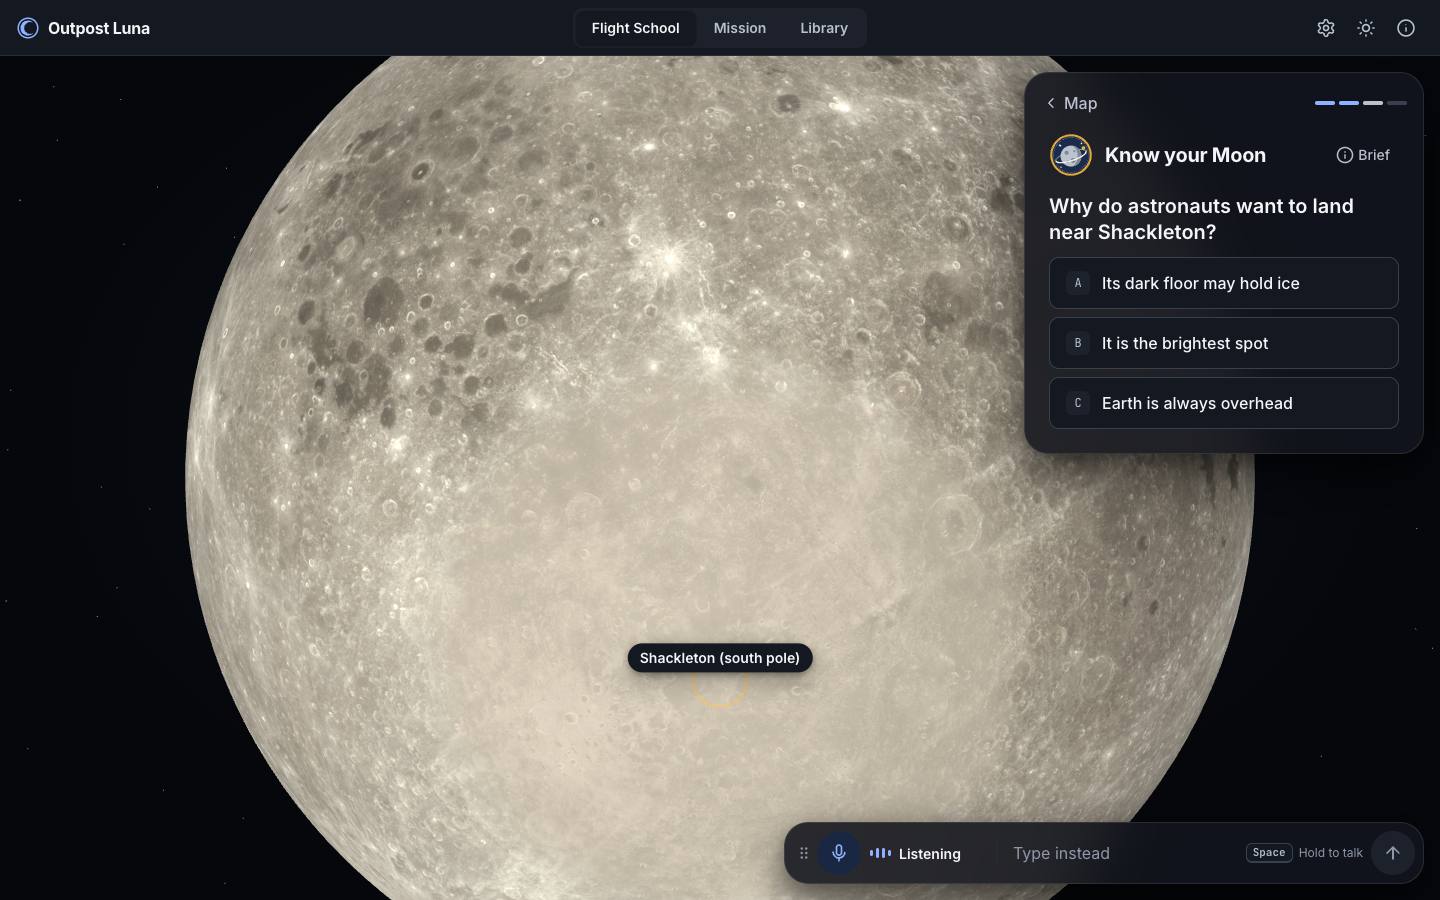 Outpost Luna
Flight School
Mission
Library
Map
Know your Moon
Brief
Why do astronauts want to land
near Shackleton?
A Its dark floor may hold ice
B It is the brightest spot
C Earth is always overhead
Shackleton (south pole)
Listening
Type instead
Space Hold to talk